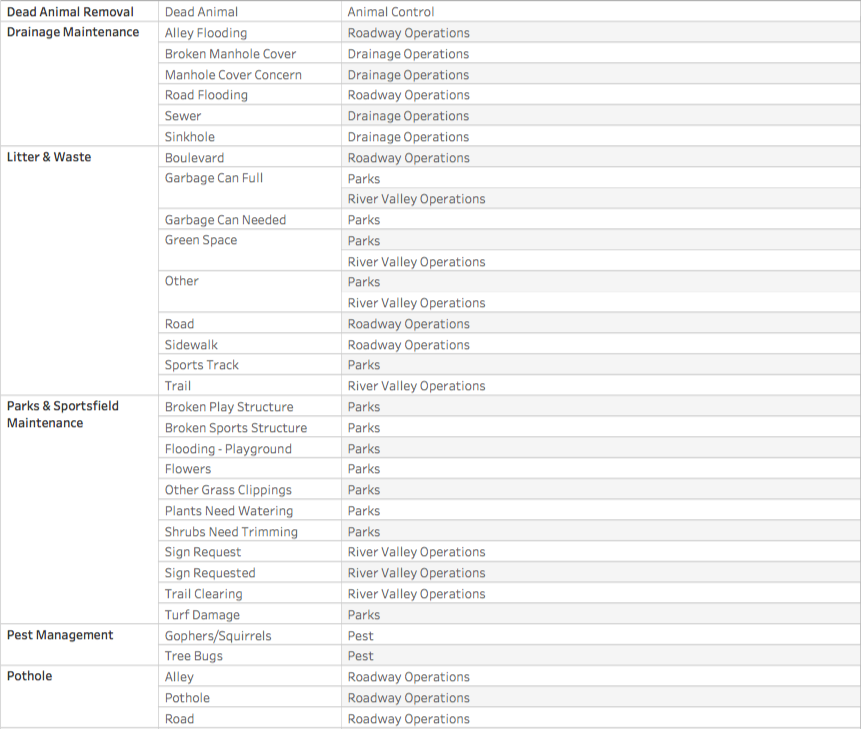 Dead Animal Removal Dead Animal Animal Control
Drainage Maintenance Alley Flooding Roadway Operations
Broken Manhole Cover Drainage Operations
Manhole Cover Concern Drainage Operations
Road Flooding Roadway Operations
Sewer Drainage Operations
Sinkhole Drainage Operations
Litter & Waste Boulevard Roadway Operations
Garbage Can Full Parks
River Valley Operations
Garbage Can Needed Parks
Green Space Parks
River Valley Operations
Other Parks
River Valley Operations
Road Roadway Operations
Sidewalk Roadway Operations
Sports Track Parks
Trail River Valley Operations
Parks & Sportsfield Broken Play Structure Parks
Maintenance Broken Sports Structure Parks
Flooding - Playground Parks
Flowers Parks
Other Grass Clippings Parks
Plants Need Watering Parks
Shrubs Need Trimming Parks
Sign Request River Valley Operations
Sign Requested River Valley Operations
Trail Clearing River Valley Operations
Turf Damage Parks
Pest Management Gophers/Squirrels Pest
Tree Bugs Pest
Pothole Alley Roadway Operations
Pothole Roadway Operations
Road Roadway Operations